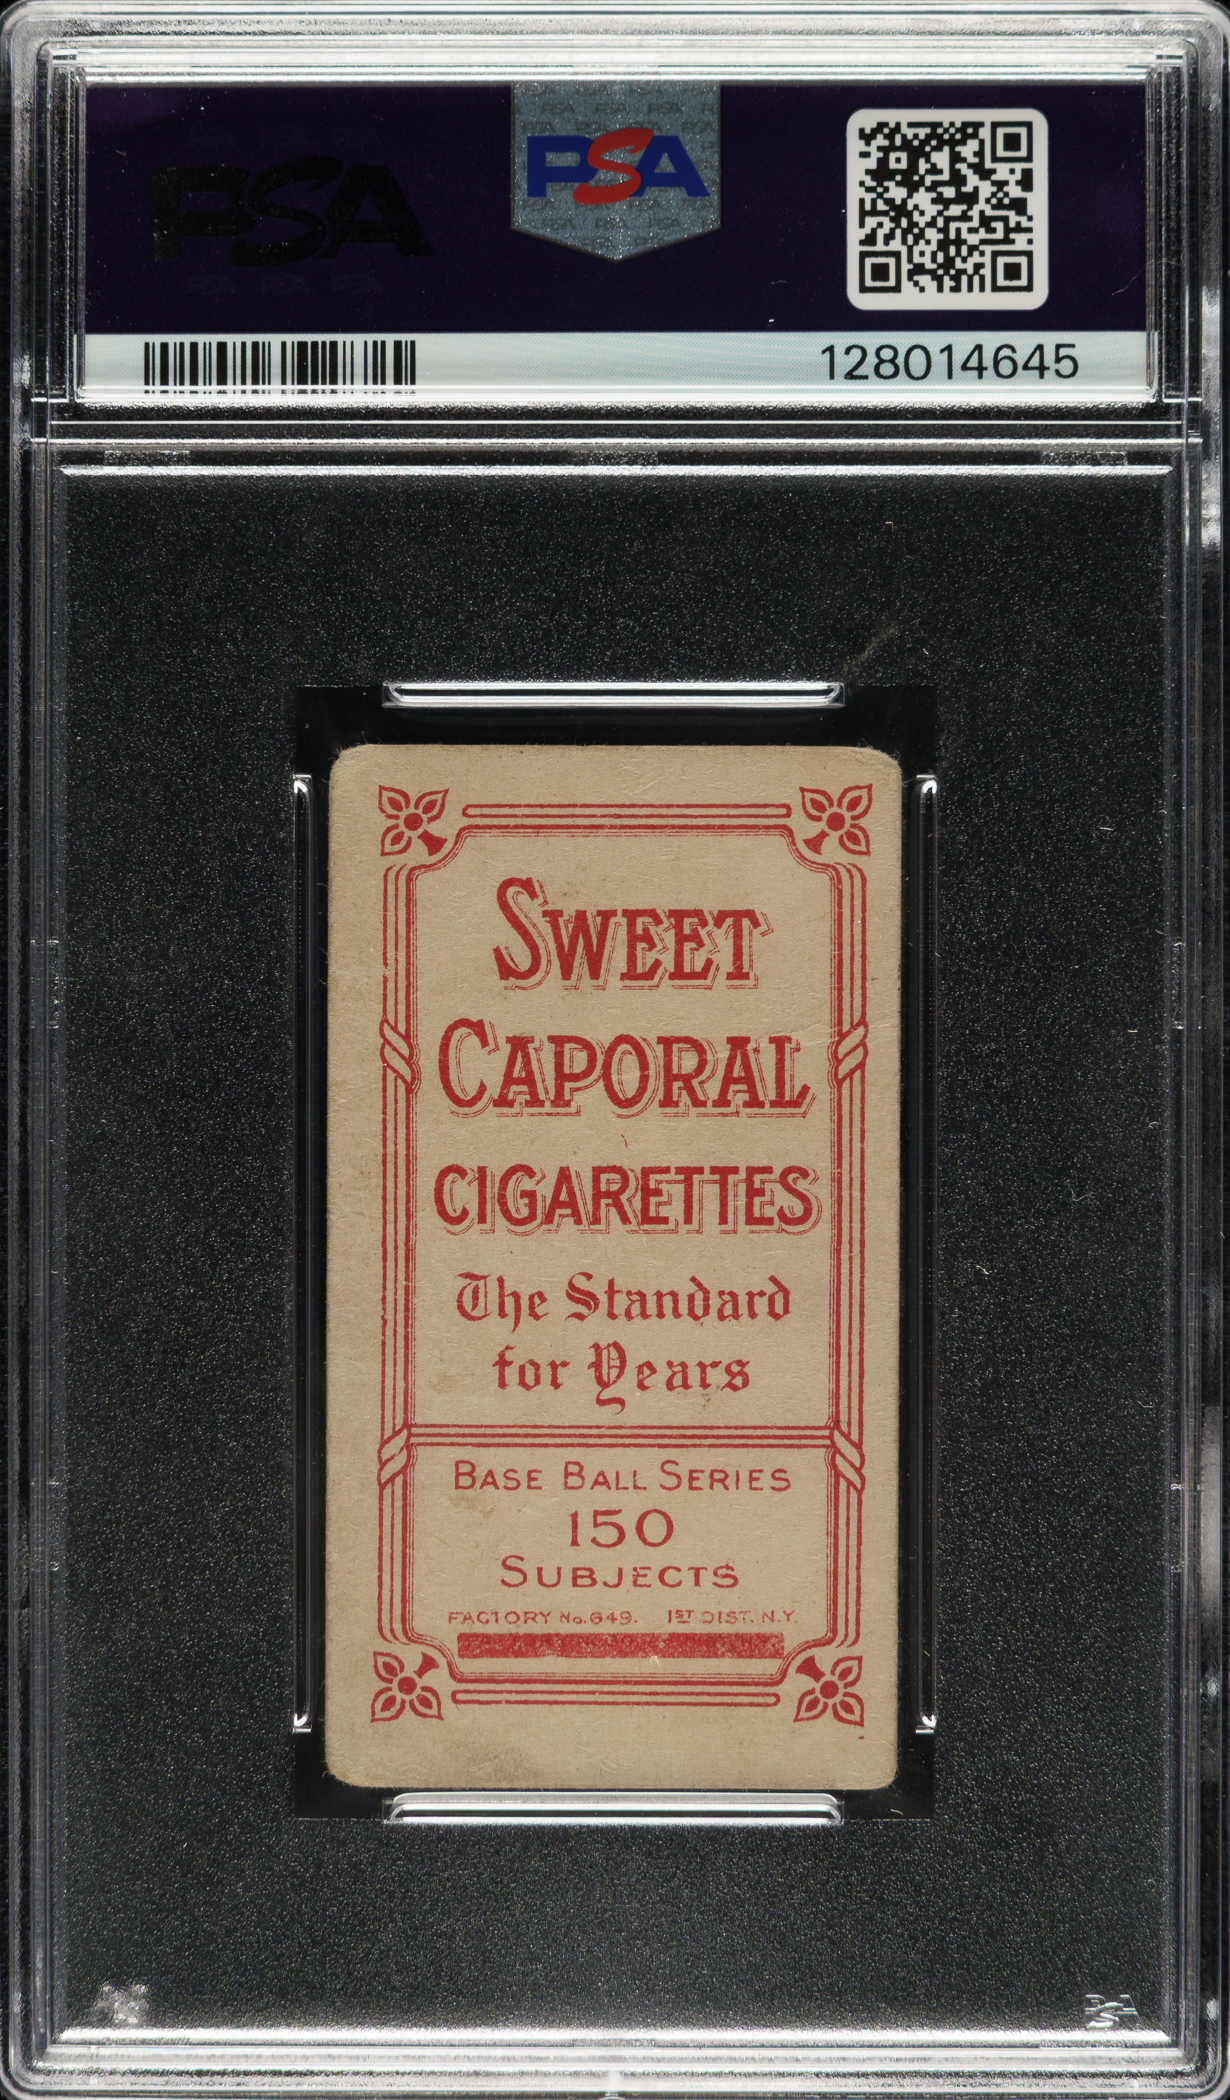 PSA
PSA
128014645
SWEET
CAPORAL
CIGARETTES
The Standard
for Years
BASE BALL SERIES
150
SUBJECTS
FACTORY No. 649. 1ST DIST. N.Y.
PSA